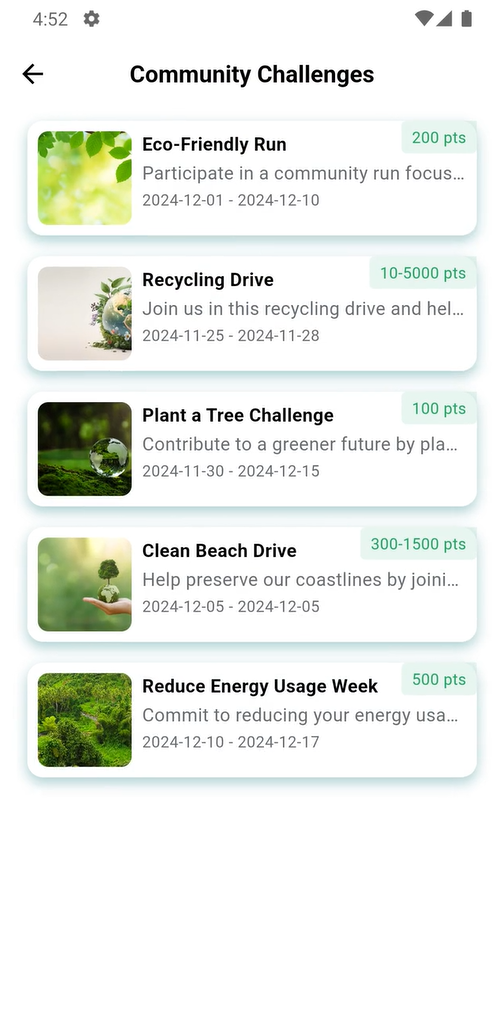 4:52
Community Challenges
200 pts
Eco-Friendly Run
Participate in a community run focus...
2024-12-01 - 2024-12-10
10-5000 pts
Recycling Drive
Join us in this recycling drive and hel...
2024-11-25 - 2024-11-28
100 pts
Plant a Tree Challenge
Contribute to a greener future by pla...
2024-11-30 - 2024-12-15
300-1500 pts
Clean Beach Drive
Help preserve our coastlines by joini...
2024-12-05 - 2024-12-05
500 pts
Reduce Energy Usage Week
Commit to reducing your energy usa...
2024-12-10 - 2024-12-17